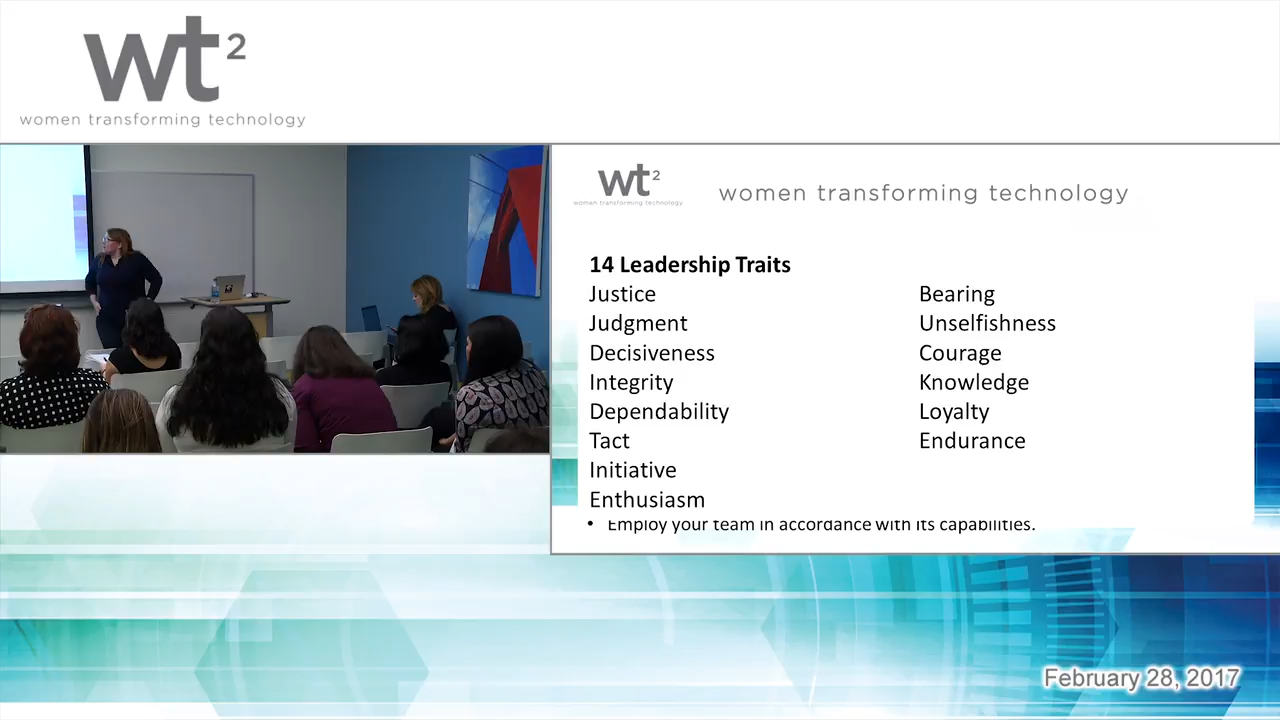 wt2
women transforming technology
wt2
women transforming technology
women transforming technology
14 Leadership Traits
Justice
Judgment
Decisiveness
Integrity
Dependability
Tact
Initiative
Enthusiasm
Bearing
Unselfishness
Courage
Knowledge
Loyalty
Endurance
• Employ your team in accordance with its capabilities.
February 28, 2017